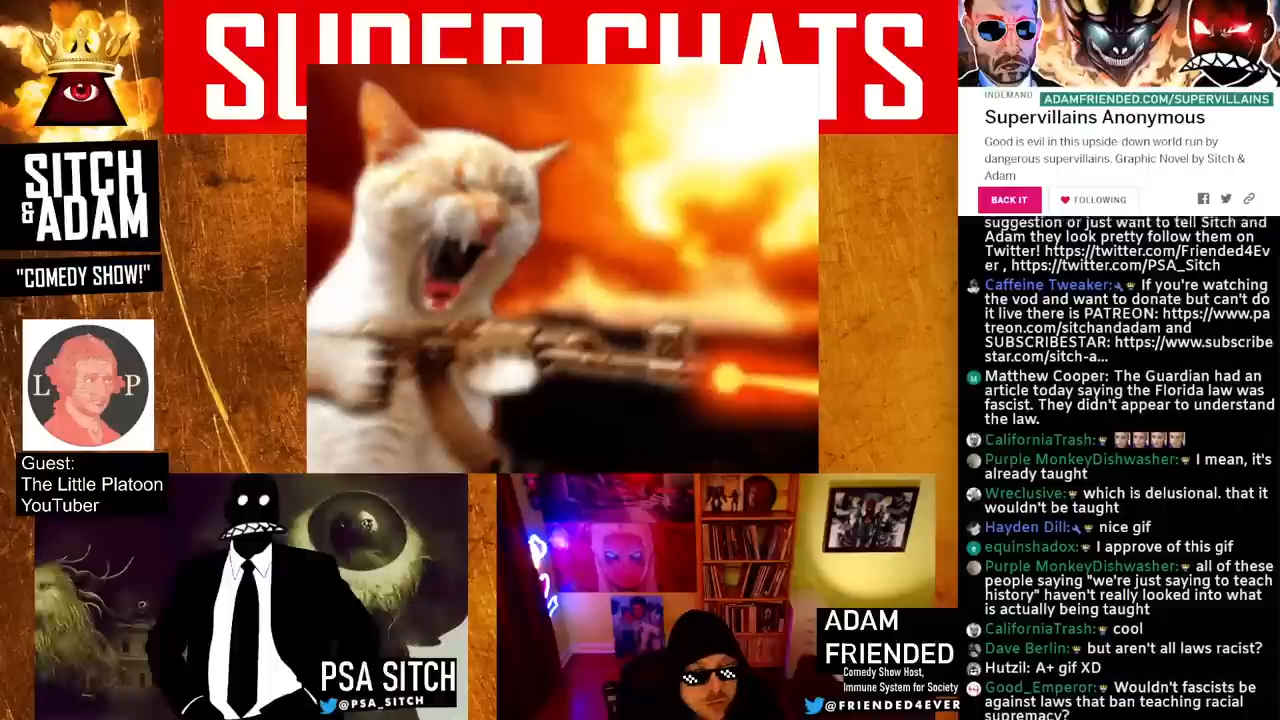 SUPER CHATS
SITCH
&ADAM
"COMEDY SHOW!"
L P
Guest:
The Little Platoon
YouTuber
PSA SITCH
@PSA_SITCH
ADAM
FRIENDED
Comedy Show Host,
Immune System for Society
@FRIENDED4EVER
INDEMAND
ADAMFRIENDED.COM/SUPERVILLAINS
Supervillains Anonymous
Good is evil in this upside-down world run by
dangerous supervillains. Graphic Novel by Sitch &
Adam
BACK IT
FOLLOWING
suggestion or just want to tell Sitch and
Adam they look pretty follow them on
Twitter! https://twitter.com/Friended4Ev
er , https://twitter.com/PSA_Sitch
Caffeine Tweaker: If you're watching
the vod and want to donate but can't do
it live there is PATREON: https://www.pa
treon.com/sitchandadam and
SUBSCRIBESTAR: https://www.subscribe
star.com/sitch-a...
M
Matthew Cooper: The Guardian had an
article today saying the Florida law was
fascist. They didn't appear to understand
the law.
CaliforniaTrash:
Purple MonkeyDishwasher: I mean, it's
already taught
Wreclusive: which is delusional. that it
wouldn't be taught
Hayden Dill: nice gif
e
equinshadox: I approve of this gif
Purple MonkeyDishwasher: all of these
people saying "we're just saying to teach
history" haven't really looked into what
is actually being taught
CaliforniaTrash: cool
Dave Berlin: but aren't all laws racist?
Hutzil: A+ gif XD
Good_Emperor: Wouldn't fascists be
against laws that ban teaching racial
supremacy?